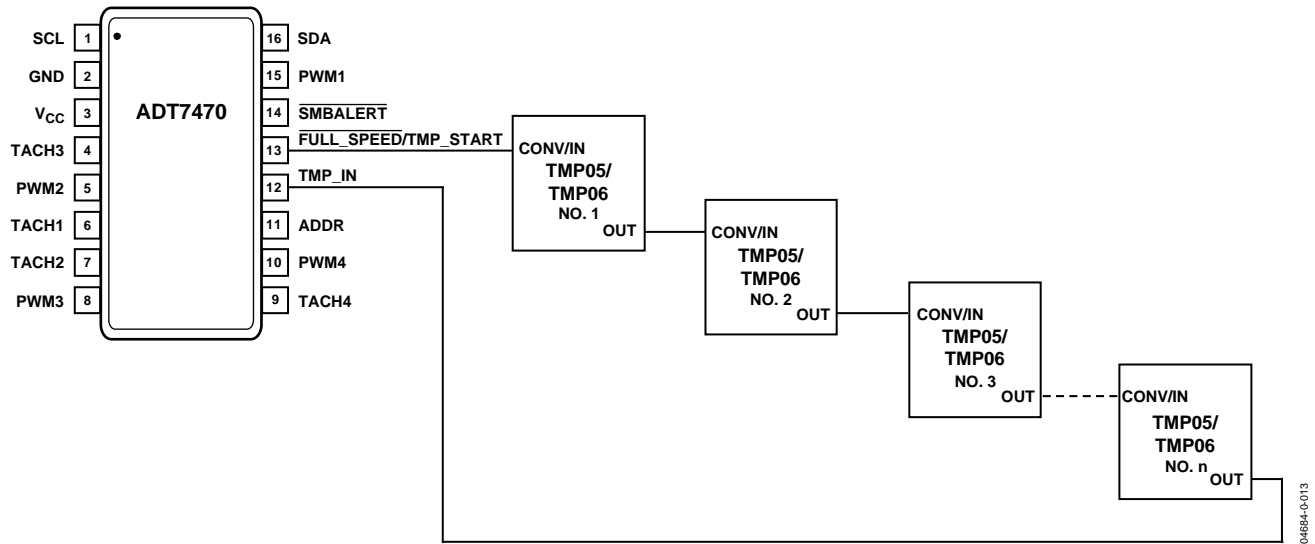 SCL 1
GND 2
VCC 3
TACH3 4
PWM2 5
TACH1 6
TACH2 7
PWM3 8
ADT7470
16 SDA
15 PWM1
14 SMBALERT
13 FULL_SPEED/TMP_START
12 TMP_IN
11 ADDR
10 PWM4
9 TACH4
CONV/IN
TMP05/
TMP06
NO. 1
OUT
CONV/IN
TMP05/
TMP06
NO. 2
OUT
CONV/IN
TMP05/
TMP06
NO. 3
OUT
CONV/IN
TMP05/
TMP06
NO. n
OUT
04684-0-013